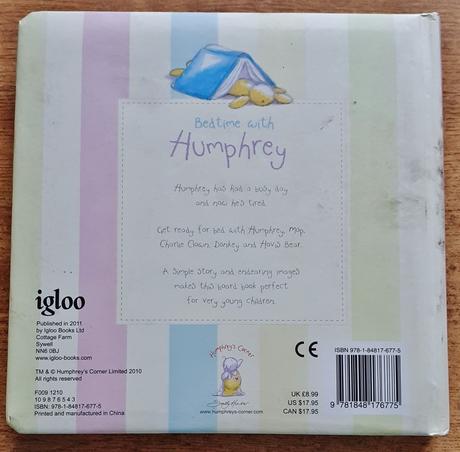 Bedtime with
Humphrey
Humphrey has had a busy day
and now he's tired.
Get ready for bed with Humphrey, Mop,
Charlie Clown, Donkey and Havis Bear.
A simple story and endearing images
makes this board book perfect
for very young children.
igloo
Published in 2011
by Igloo Books Ltd
Cottage Farm
Sywell
NN6 0BJ
www.igloo-books.com
TM & © Humphrey's Corner Limited 2010
All rights reserved
F009 1210
10 9 8 7 6 5 4 3
ISBN: 978-1-84817-677-5
Printed and manufactured in China
Humphrey's Corner
www.humphreys-corner.com
CE
UK £8.99
US $17.95
CAN $17.95
ISBN 978-1-84817-677-5
9 781848 176775